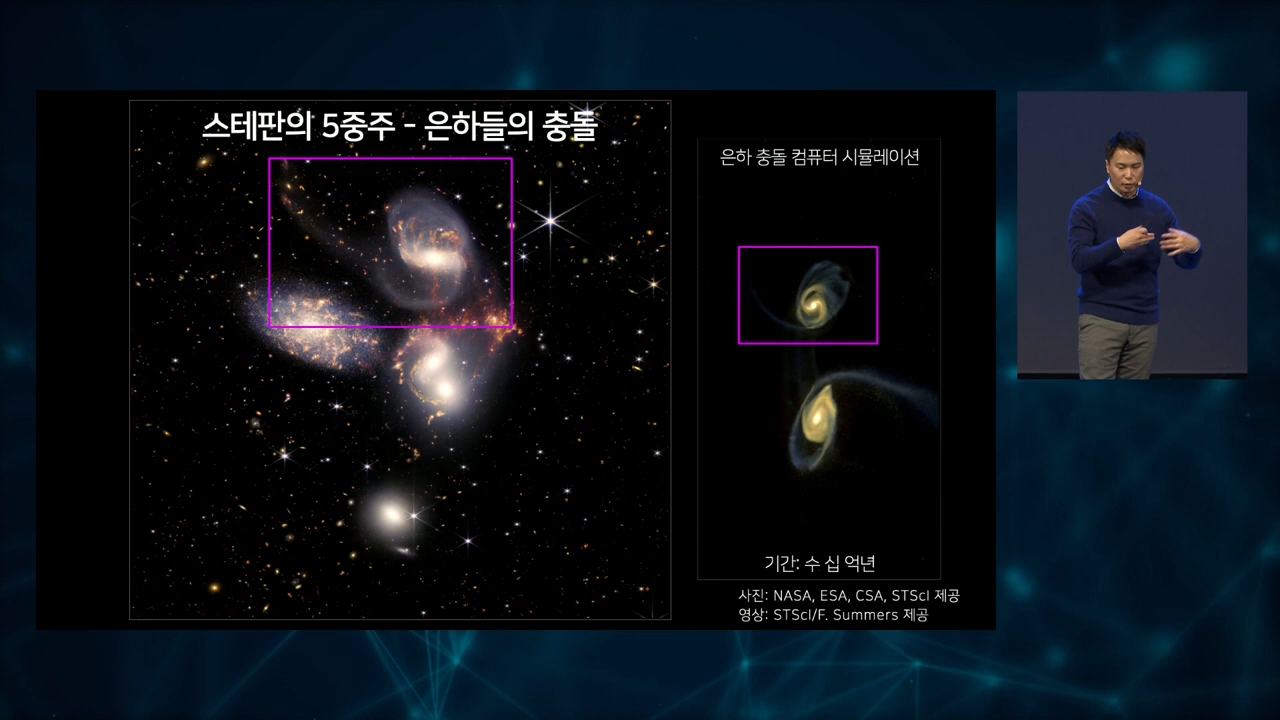 스테판의 5중주 - 은하들의 충돌
은하 충돌 컴퓨터 시뮬레이션
기간: 수 십 억년
사진: NASA, ESA, CSA, STScI 제공
영상: STScI/F. Summers 제공